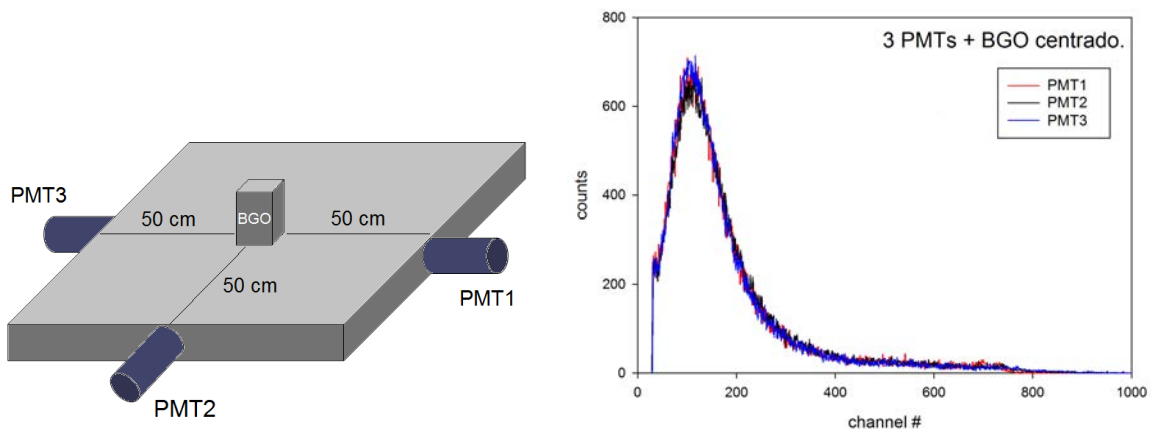 PMT3
50 cm
BGO
50 cm
50 cm
PMT1
PMT2
3 PMTs + BGO centrado.
PMT1
PMT2
PMT3
counts
800
600
400
200
0
0 200 400 600 800 1000
channel #